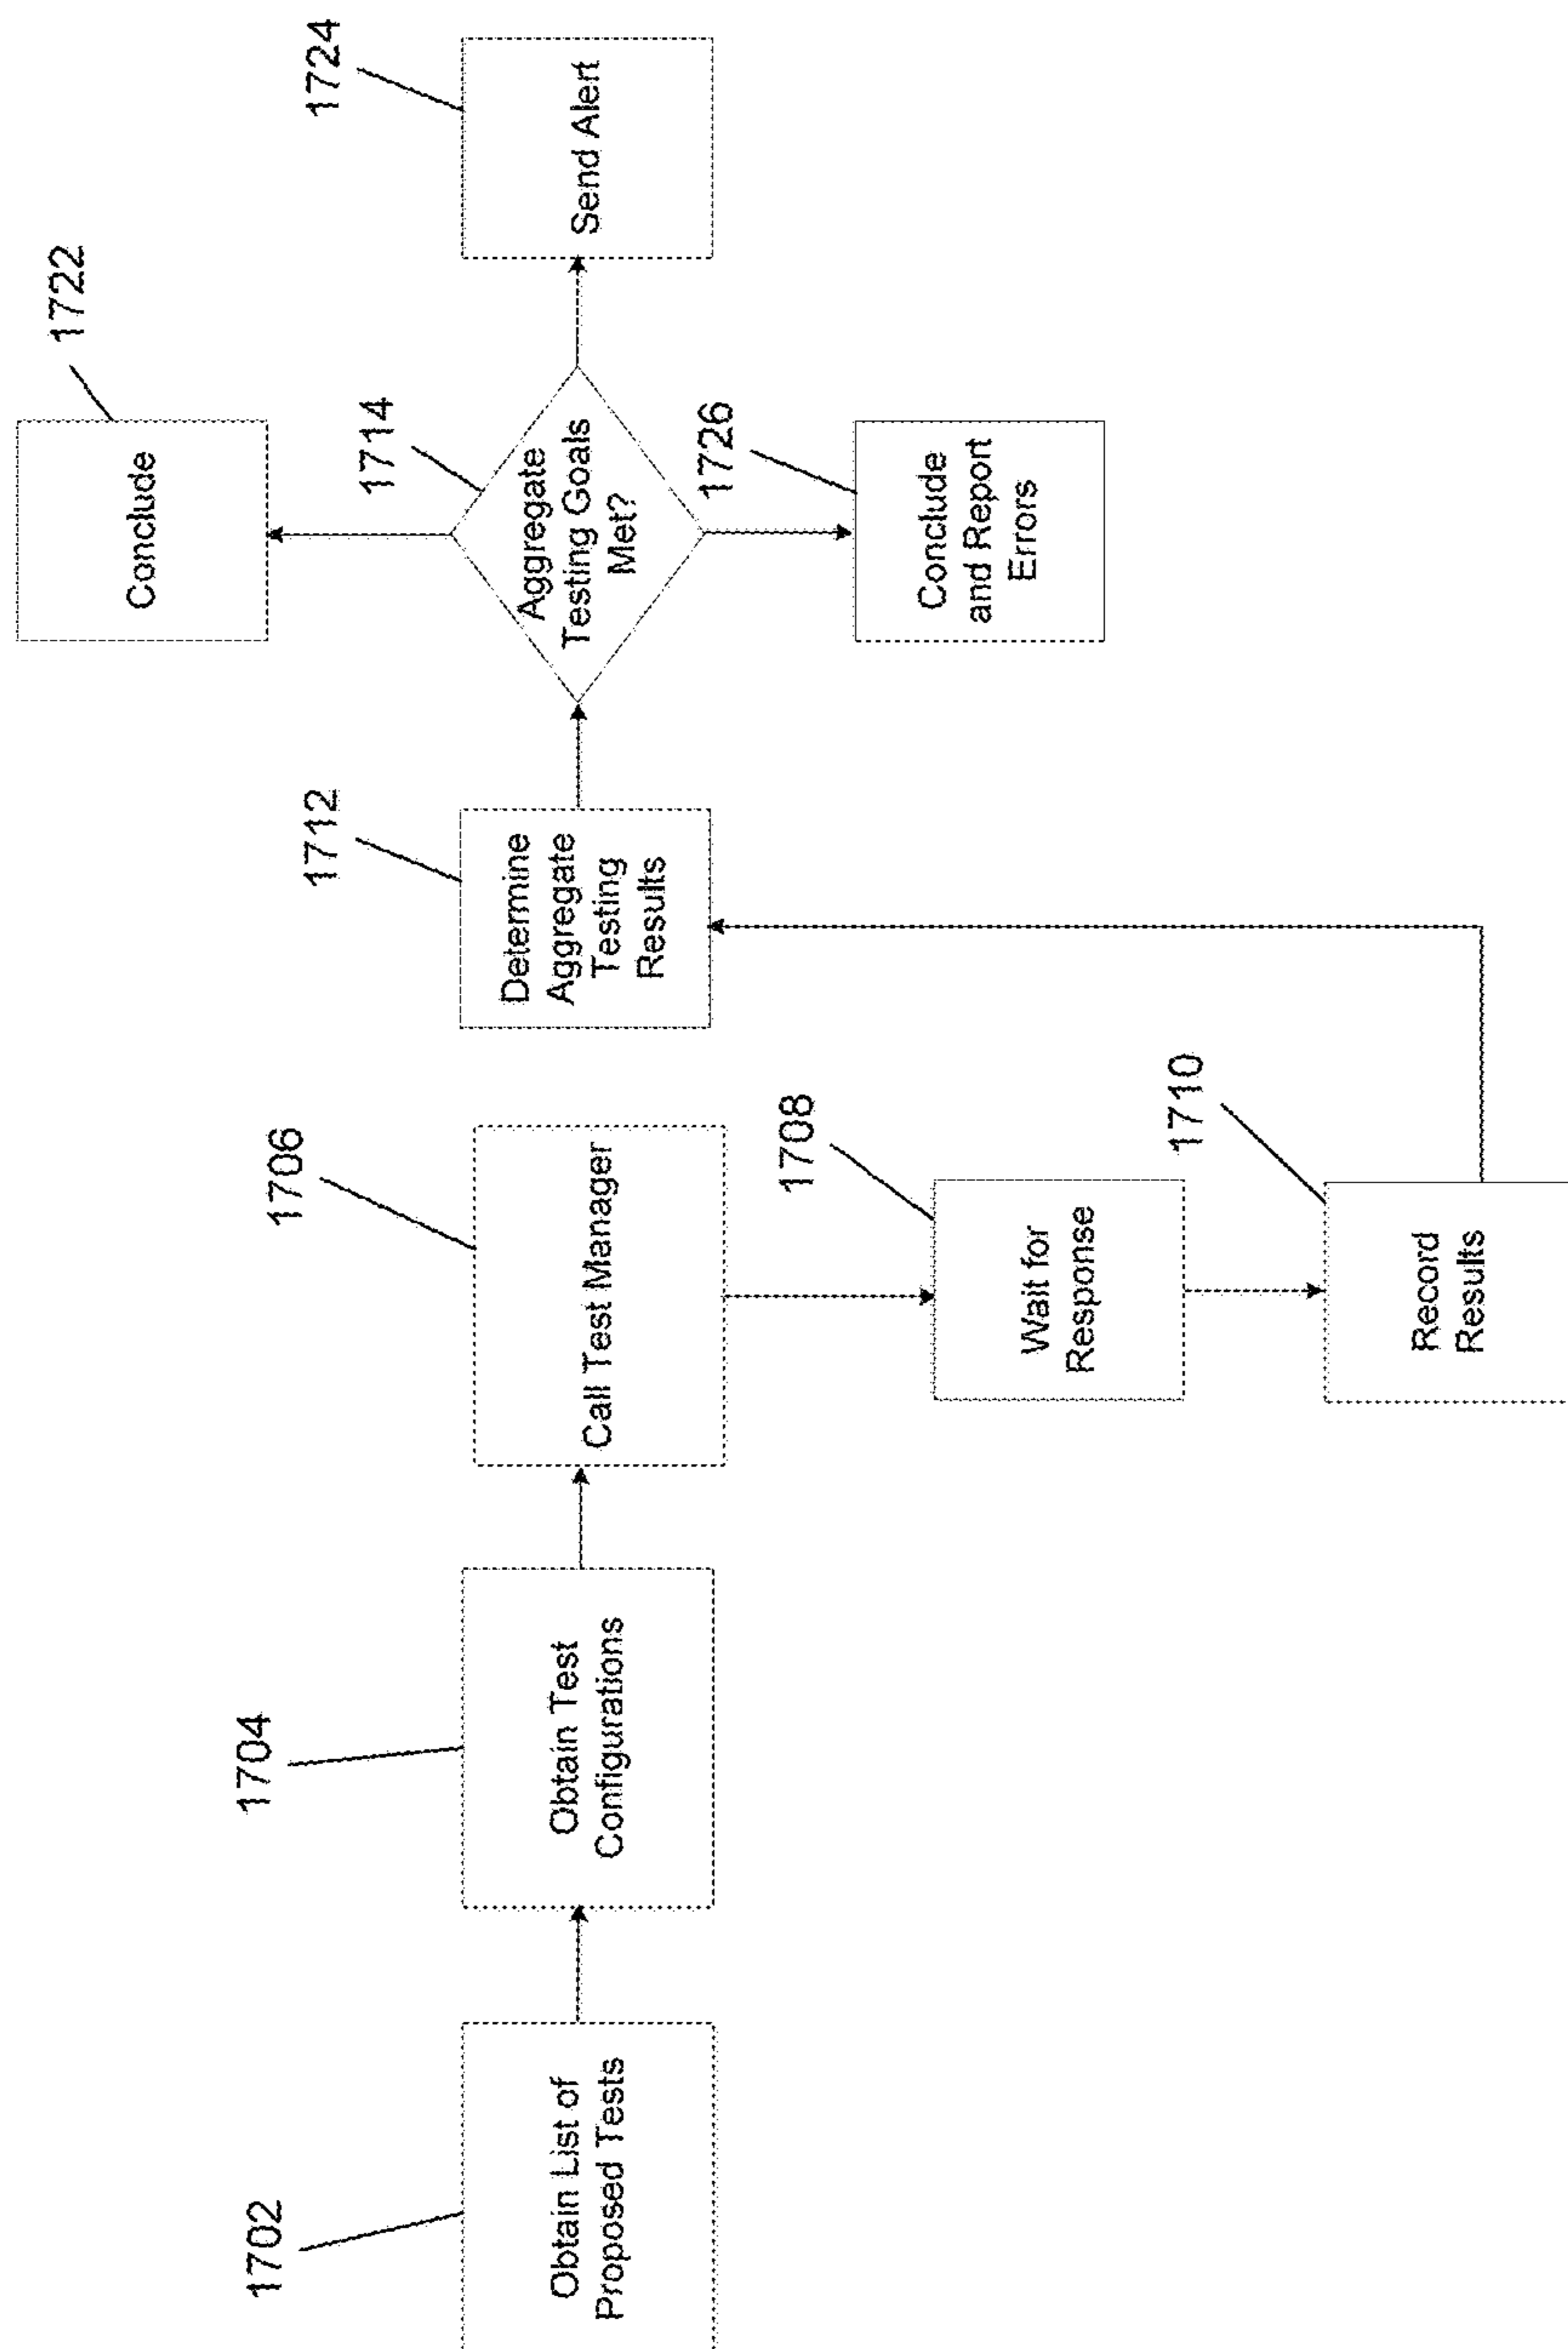 1702
Obtain List of
Proposed Tests
1704
Obtain Test
Configurations
1706
Call Test Manager
1708
Wait for
Response
1710
Record
Results
1712
Determine
Aggregate
Testing
Results
1714
Aggregate
Testing Goals
Met?
1722
Conclude
1724
Send Alert
1726
Conclude
and Report
Errors